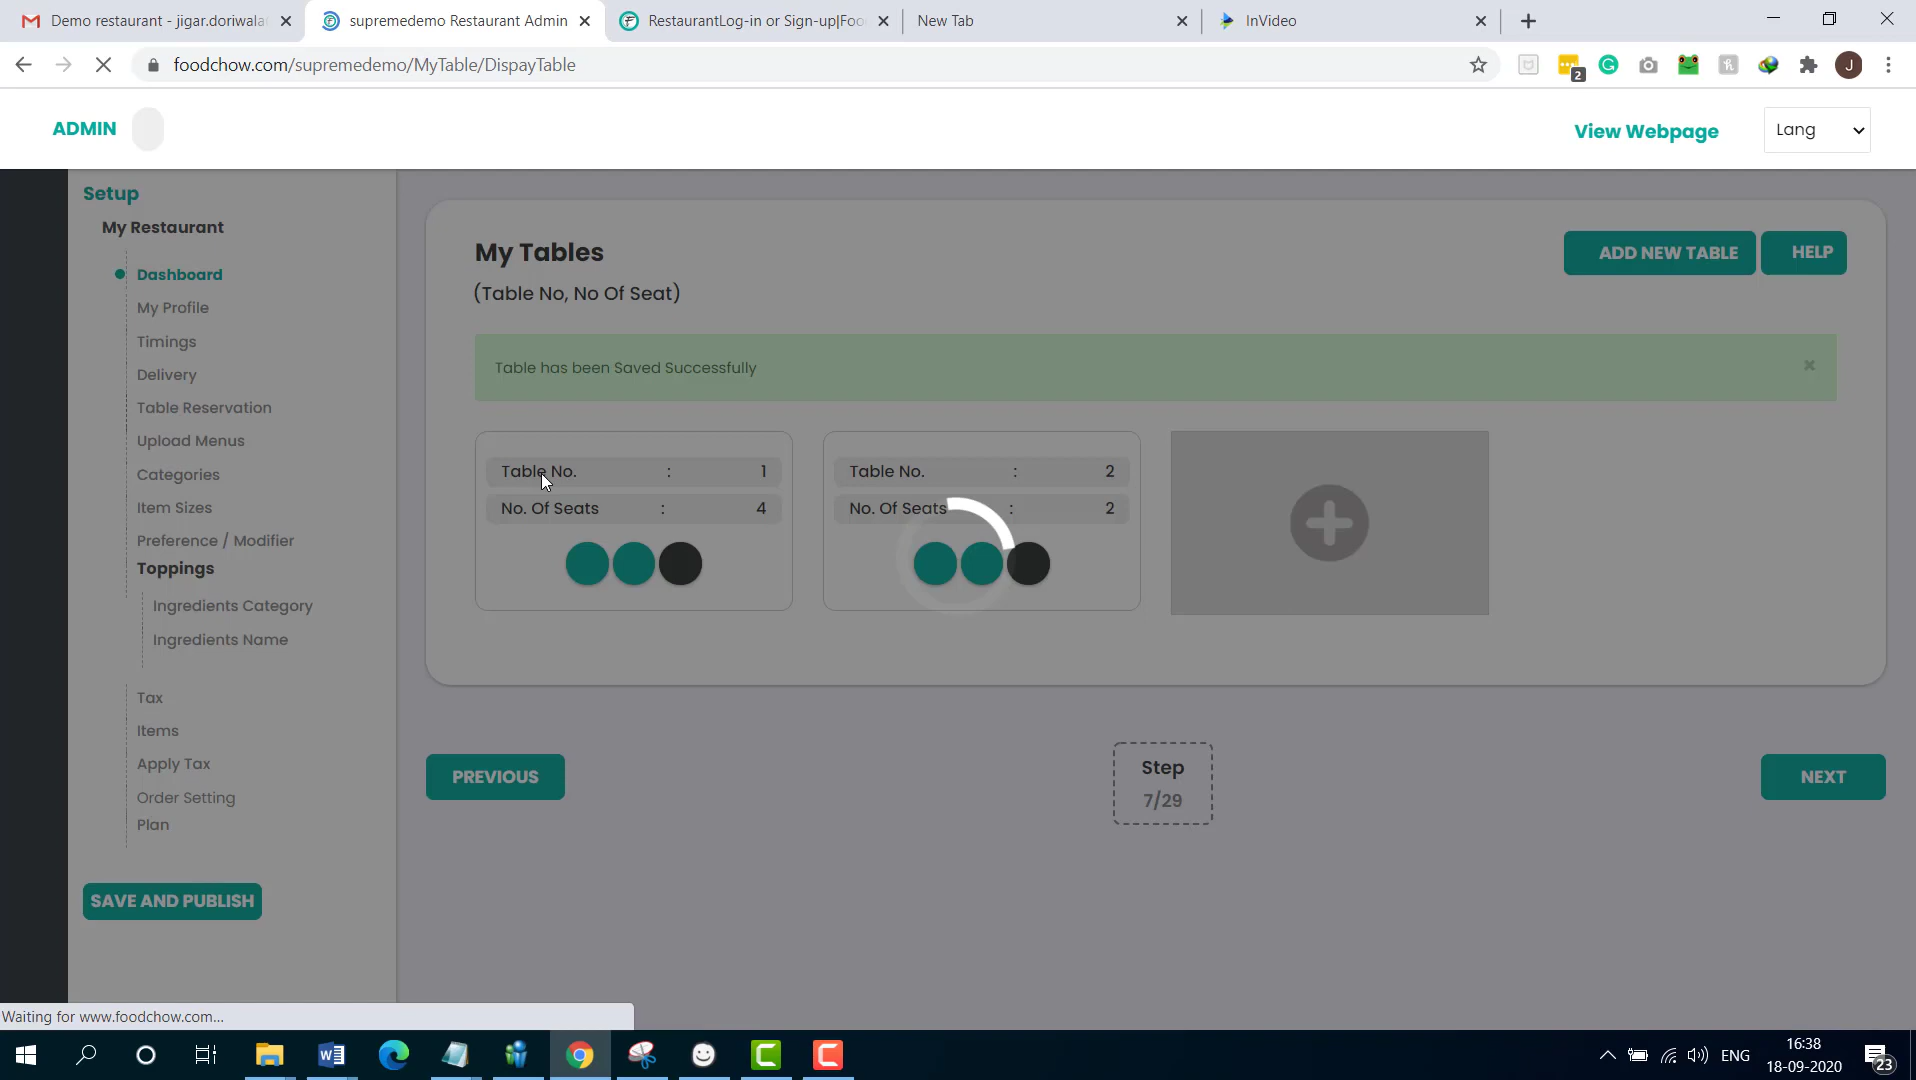 Demo restaurant - jigar.doriwala
supremedemo Restaurant Admin
RestaurantLog-in or Sign-up|Foo
New Tab
InVideo
foodchow.com/supremedemo/MyTable/DispayTable
2
J
ADMIN
View Webpage
Lang
Setup
My Restaurant
Dashboard
My Profile
Timings
Delivery
Table Reservation
Upload Menus
Categories
Item Sizes
Preference / Modifier
Toppings
Ingredients Category
Ingredients Name
Tax
Items
Apply Tax
Order Setting
Plan
SAVE AND PUBLISH
My Tables
(Table No, No Of Seat)
ADD NEW TABLE
HELP
Table has been Saved Successfully
Table No. : 1
No. Of Seats : 4
Table No. : 2
No. Of Seats : 2
PREVIOUS
Step
7/29
NEXT
Waiting for www.foodchow.com...
ENG
16:38
18-09-2020
23